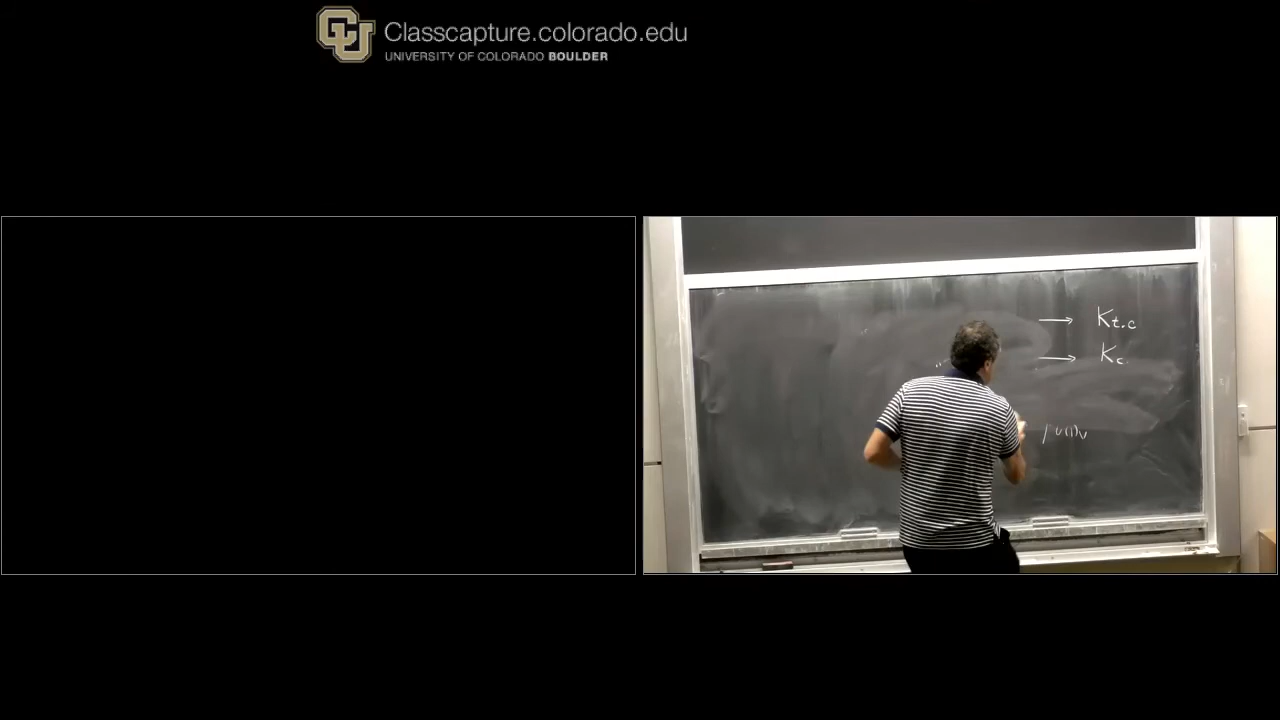 Classcapture.colorado.edu
UNIVERSITY OF COLORADO BOULDER
→ Kt.c
→ Kc